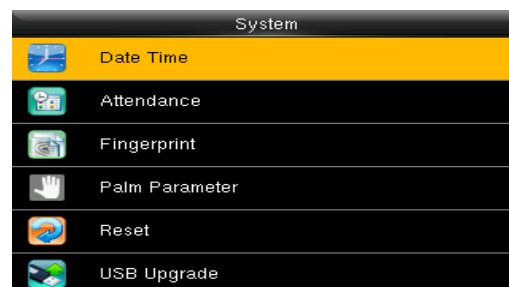 System
Date Time
Attendance
Fingerprint
Palm Parameter
Reset
USB Upgrade